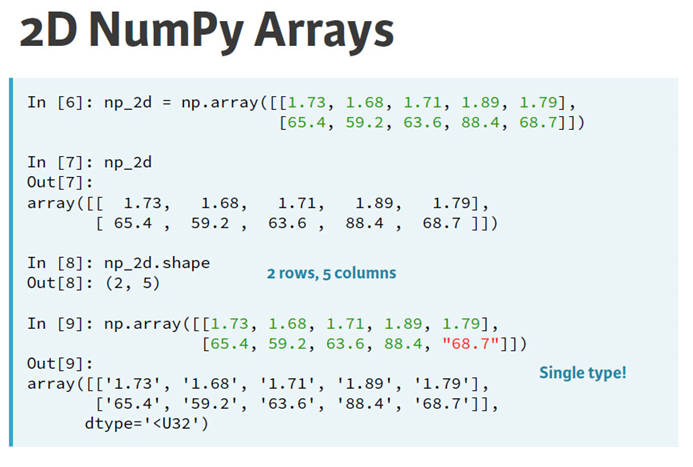 2D NumPy Arrays
In [6]: np_2d = np.array([[1.73, 1.68, 1.71, 1.89, 1.79],
[65.4, 59.2, 63.6, 88.4, 68.7]])
In [7]: np_2d
Out[7]:
array([[  1.73,   1.68,   1.71,   1.89,   1.79],
[ 65.4 ,  59.2 ,  63.6 ,  88.4 ,  68.7 ]])
In [8]: np_2d.shape
Out[8]: (2, 5)
2 rows, 5 columns
In [9]: np.array([[1.73, 1.68, 1.71, 1.89, 1.79],
[65.4, 59.2, 63.6, 88.4, "68.7"]])
Out[9]:
Single type!
array([['1.73', '1.68', '1.71', '1.89', '1.79'],
['65.4', '59.2', '63.6', '88.4', '68.7']],
dtype='<U32')